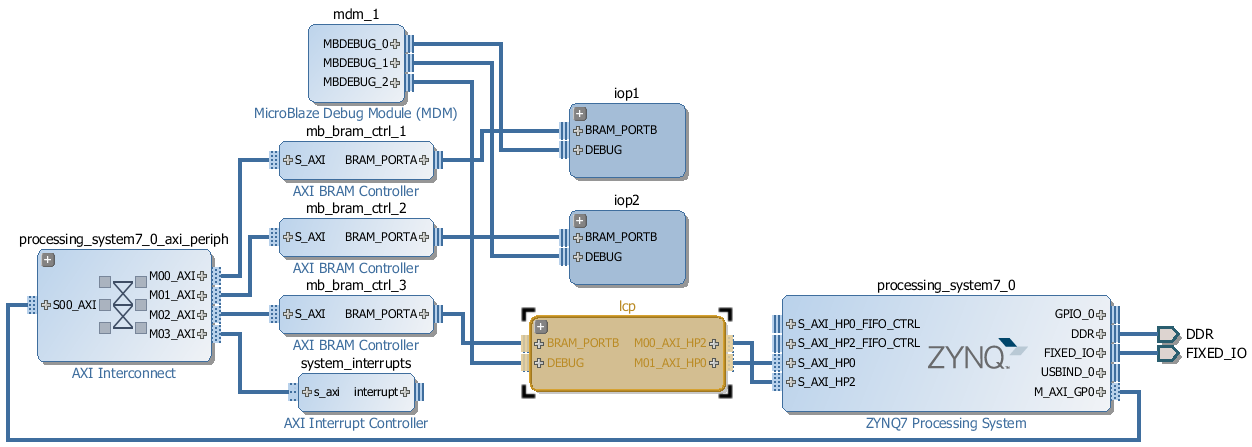 mdm_1
MBDEBUG_0
MBDEBUG_1
MBDEBUG_2
MicroBlaze Debug Module (MDM)
iop1
BRAM_PORTB
DEBUG
mb_bram_ctrl_1
S_AXI BRAM_PORTA
AXI BRAM Controller
iop2
BRAM_PORTB
DEBUG
mb_bram_ctrl_2
S_AXI BRAM_PORTA
AXI BRAM Controller
processing_system7_0_axi_periph
S00_AXI
M00_AXI
M01_AXI
M02_AXI
M03_AXI
AXI Interconnect
mb_bram_ctrl_3
S_AXI BRAM_PORTA
AXI BRAM Controller
system_interrupts
s_axi interrupt
AXI Interrupt Controller
lcp
BRAM_PORTB M00_AXI_HP2
DEBUG M01_AXI_HP0
processing_system7_0
S_AXI_HP0_FIFO_CTRL
S_AXI_HP2_FIFO_CTRL
S_AXI_HP0
S_AXI_HP2
ZYNQ
GPIO_0
DDR
FIXED_IO
USBIND_0
M_AXI_GP0
ZYNQ7 Processing System
DDR
FIXED_IO